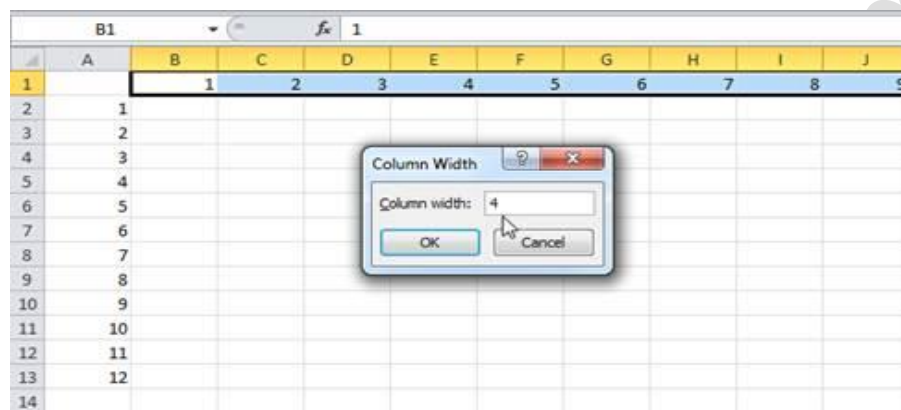 B1 fx 1
A B C D E F G H I J
1 1 2 3 4 5 6 7 8 9
2 1
3 2
4 3
5 4
6 5
7 6
8 7
9 8
10 9
11 10
12 11
13 12
14
Column Width
Column width: 4
OK Cancel